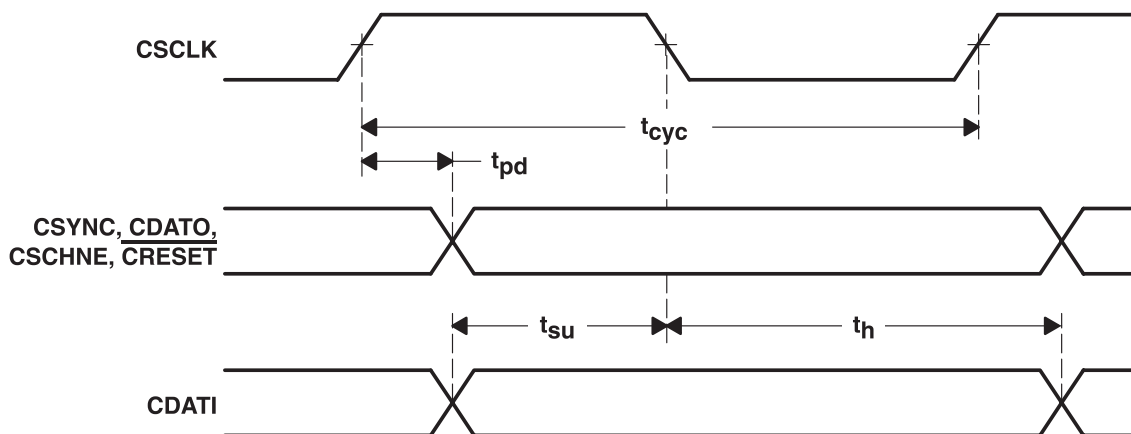 CSCLK
tcyc
tpd
CSYNC, CDATO,
CSCHNE, CRESET
tsu
th
CDATI